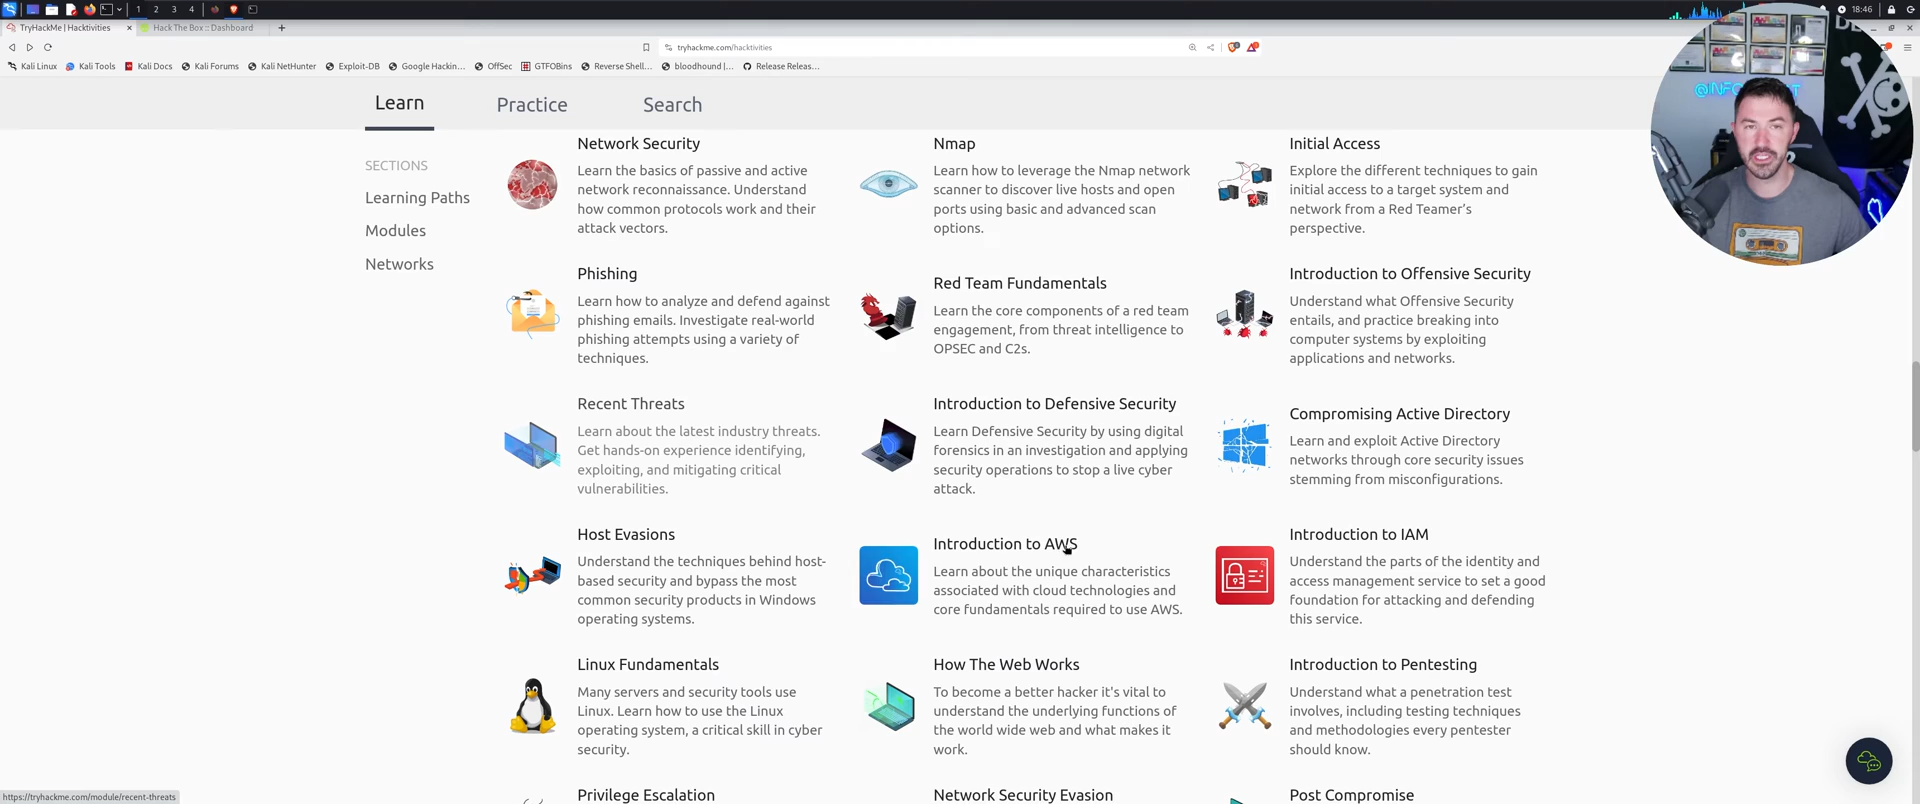 1 2 3 4
18:46
TryHackMe | Hacktivities
Hack The Box :: Dashboard
tryhackme.com/hacktivities
Kali Linux
Kali Tools
Kali Docs
Kali Forums
Kali NetHunter
Exploit-DB
Google Hackin...
OffSec
GTFOBins
Reverse Shell...
bloodhound |...
Release Releas...
Learn
Practice
Search
SECTIONS
Learning Paths
Modules
Networks
Network Security
Learn the basics of passive and active
network reconnaissance. Understand
how common protocols work and their
attack vectors.
Nmap
Learn how to leverage the Nmap network
scanner to discover live hosts and open
ports using basic and advanced scan
options.
Initial Access
Explore the different techniques to gain
initial access to a target system and
network from a Red Teamer's
perspective.
Phishing
Learn how to analyze and defend against
phishing emails. Investigate real-world
phishing attempts using a variety of
techniques.
Red Team Fundamentals
Learn the core components of a red team
engagement, from threat intelligence to
OPSEC and C2s.
Introduction to Offensive Security
Understand what Offensive Security
entails, and practice breaking into
computer systems by exploiting
applications and networks.
Recent Threats
Learn about the latest industry threats.
Get hands-on experience identifying,
exploiting, and mitigating critical
vulnerabilities.
Introduction to Defensive Security
Learn Defensive Security by using digital
forensics in an investigation and applying
security operations to stop a live cyber
attack.
Compromising Active Directory
Learn and exploit Active Directory
networks through core security issues
stemming from misconfigurations.
Host Evasions
Understand the techniques behind host-
based security and bypass the most
common security products in Windows
operating systems.
Introduction to AWS
Learn about the unique characteristics
associated with cloud technologies and
core fundamentals required to use AWS.
Introduction to IAM
Understand the parts of the identity and
access management service to set a good
foundation for attacking and defending
this service.
Linux Fundamentals
Many servers and security tools use
Linux. Learn how to use the Linux
operating system, a critical skill in cyber
security.
How The Web Works
To become a better hacker it's vital to
understand the underlying functions of
the world wide web and what makes it
work.
Introduction to Pentesting
Understand what a penetration test
involves, including testing techniques
and methodologies every pentester
should know.
Privilege Escalation
Network Security Evasion
Post Compromise
https://tryhackme.com/module/recent-threats